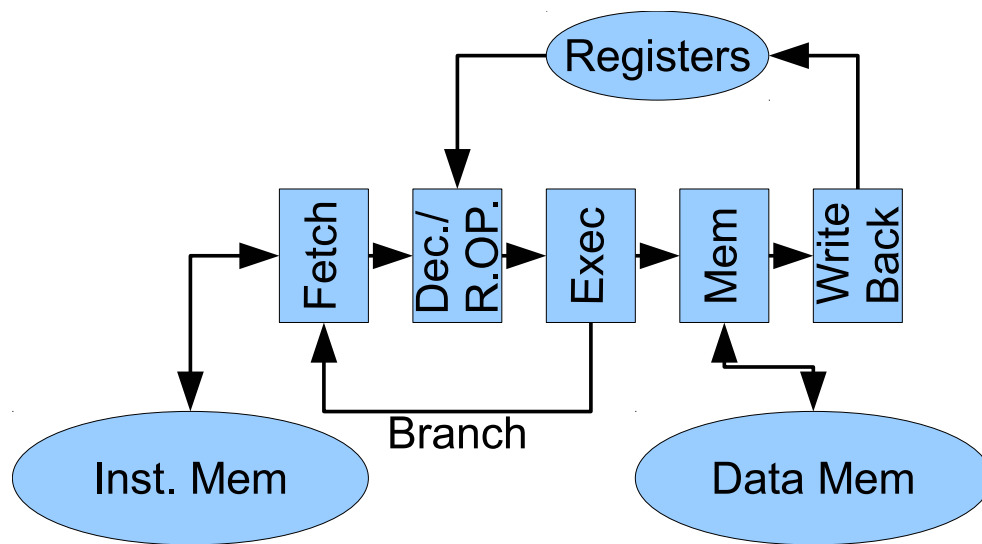 Registers
Fetch
Dec./
R.OP.
Exec
Mem
Write
Back
Branch
Inst. Mem
Data Mem